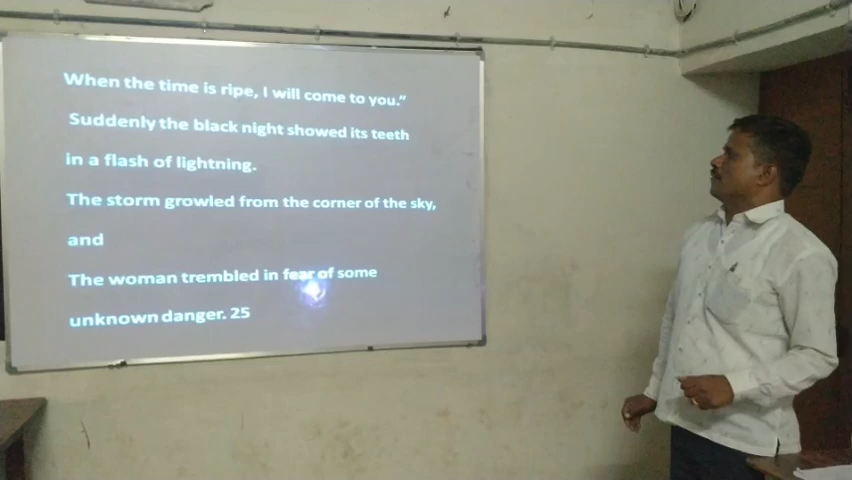 When the time is ripe, I will come to you.”
Suddenly the black night showed its teeth
in a flash of lightning.
The storm growled from the corner of the sky,
and
The woman trembled in fear of some
unknown danger. 25